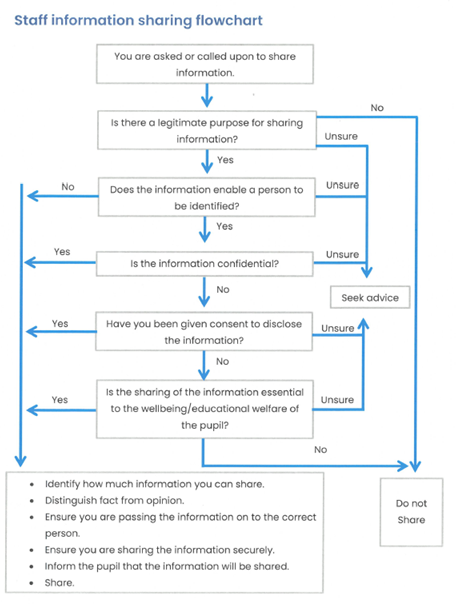 Staff information sharing flowchart
You are asked or called upon to share
information.
No
Is there a legitimate purpose for sharing
information?
Unsure
Yes
No
Does the information enable a person to
be identified?
Unsure
Yes
Yes
Is the information confidential?
Unsure
No
Seek advice
Yes
Have you been given consent to disclose
the information?
Unsure
No
Yes
Is the sharing of the information essential
to the wellbeing/educational welfare of
the pupil?
Unsure
No
• Identify how much information you can share.
• Distinguish fact from opinion.
• Ensure you are passing the information on to the correct
person.
• Ensure you are sharing the information securely.
• Inform the pupil that the information will be shared.
• Share.
Do not
Share